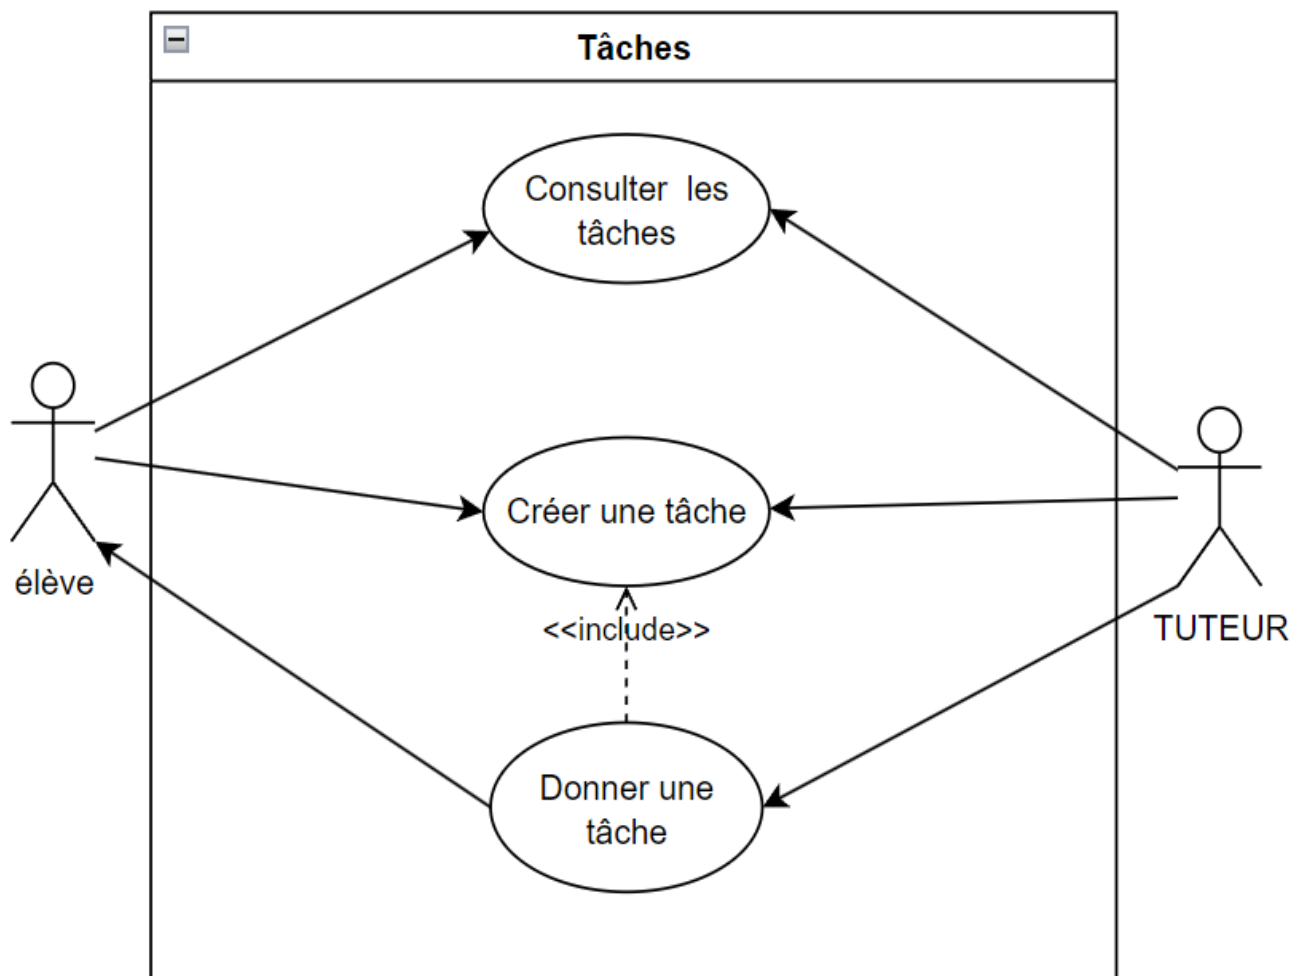 Tâches
Consulter les
tâches
Créer une tâche
élève
<<include>>
TUTEUR
Donner une
tâche